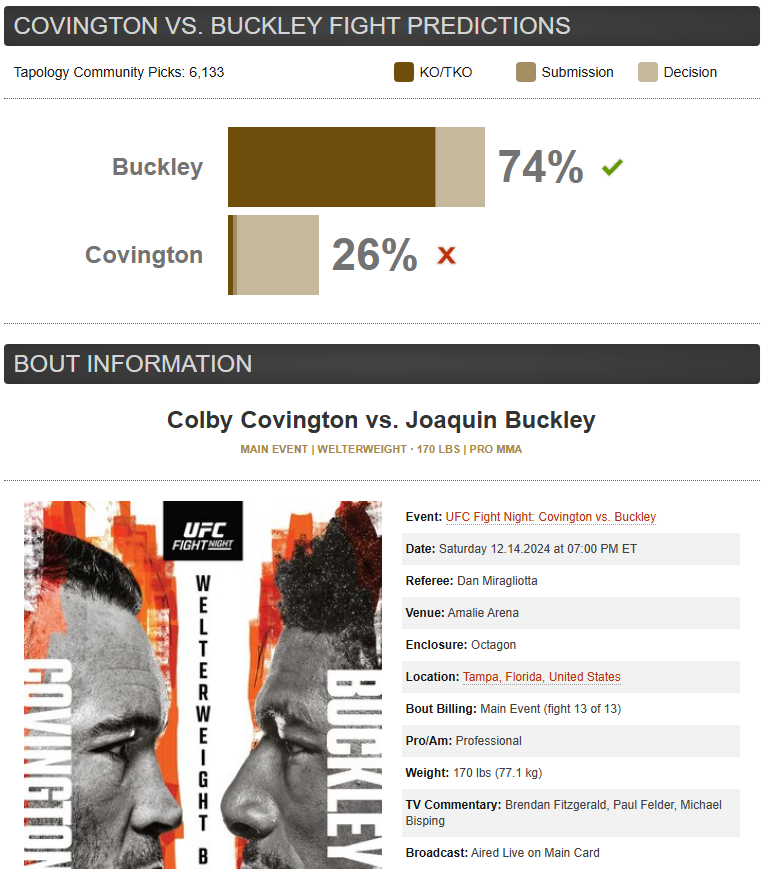 COVINGTON VS. BUCKLEY FIGHT PREDICTIONS
Tapology Community Picks: 6,133
KO/TKO
Submission
Decision
Buckley
74%
Covington
26%
BOUT INFORMATION
Colby Covington vs. Joaquin Buckley
MAIN EVENT | WELTERWEIGHT · 170 LBS | PRO MMA
UFC
FIGHT NIGHT
WELTERWEIGHT B
COVINGTON
BUCKLEY
Event: UFC Fight Night: Covington vs. Buckley
Date: Saturday 12.14.2024 at 07:00 PM ET
Referee: Dan Miragliotta
Venue: Amalie Arena
Enclosure: Octagon
Location: Tampa, Florida, United States
Bout Billing: Main Event (fight 13 of 13)
Pro/Am: Professional
Weight: 170 lbs (77.1 kg)
TV Commentary: Brendan Fitzgerald, Paul Felder, Michael
Bisping
Broadcast: Aired Live on Main Card